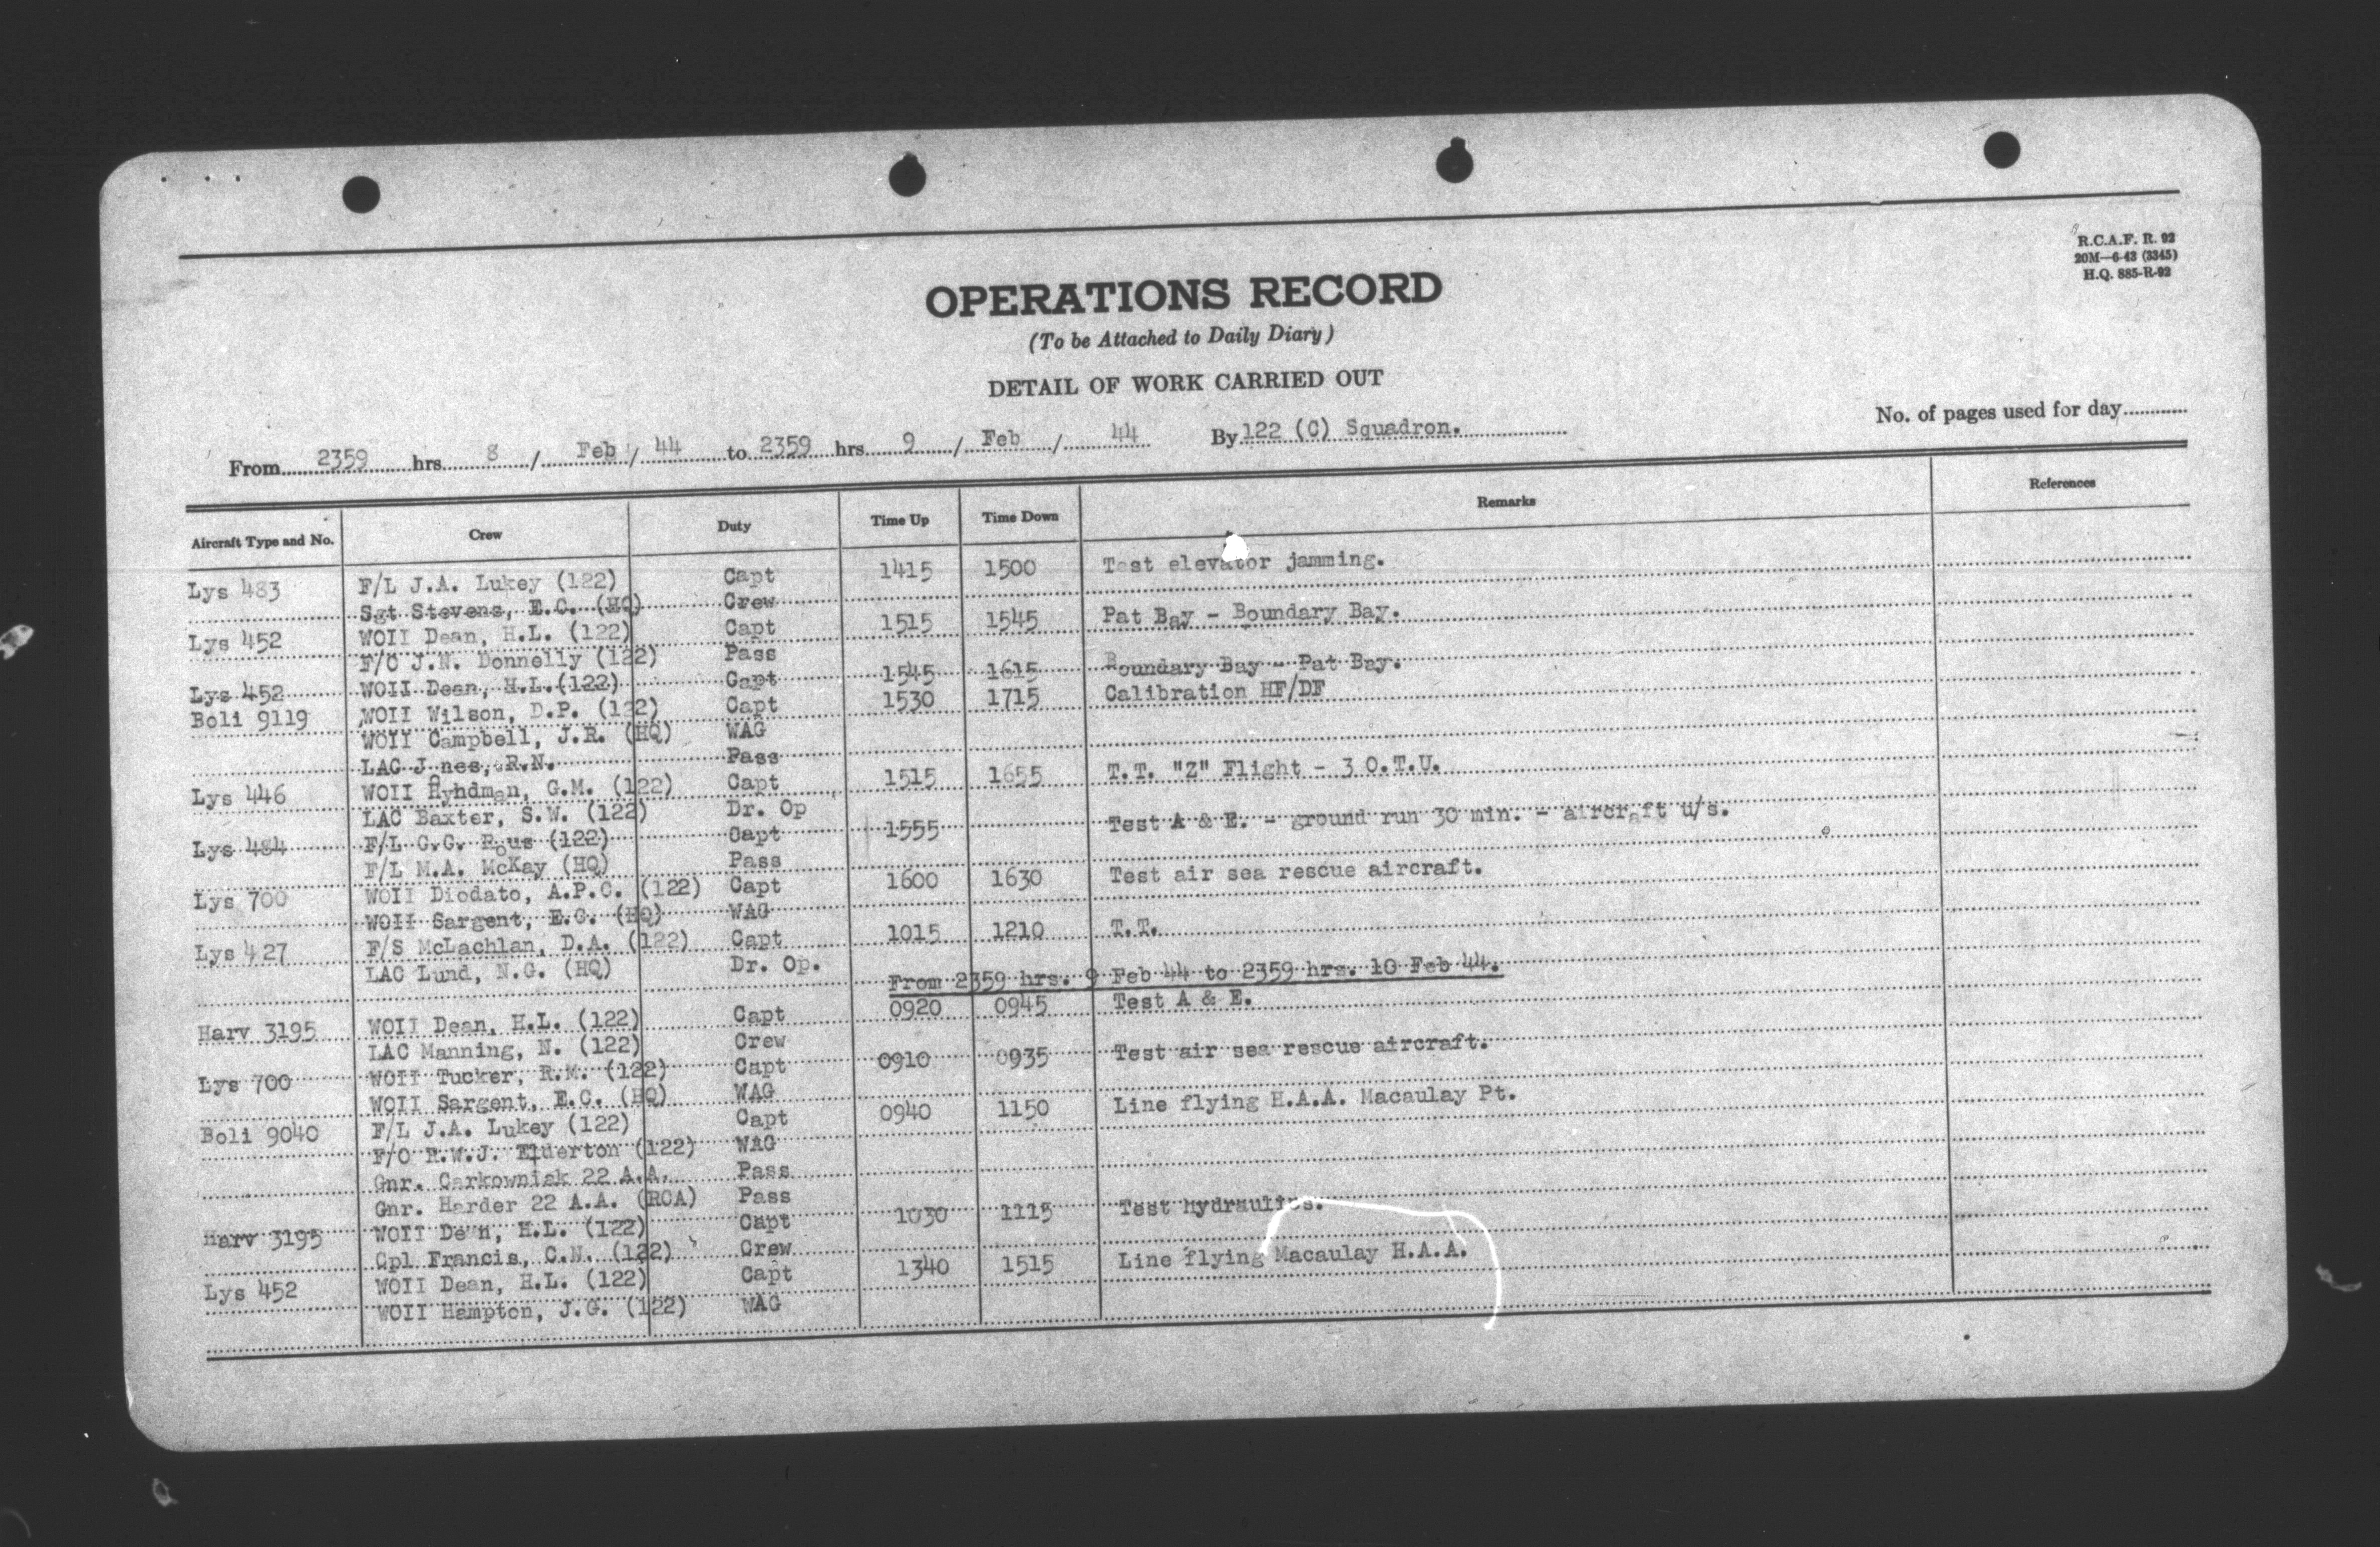 R.C.A.F. R. 92
20M—6-43 (3345)
H.Q. 885-R-92
OPERATIONS RECORD
(To be Attached to Daily Diary)
DETAIL OF WORK CARRIED OUT
No. of pages used for day
From 2359 hrs. 8 / Feb / 44 to 2359 hrs. 9 / Feb / 44 By 122 (C) Squadron.
Aircraft Type and No. Crew Duty Time Up Time Down Remarks References
Lys 483 F/L J.A. Lukey (122) Capt 1415 1500 Test elevator jamming.
Sgt Stevens, E.C. (HQ) Crew
Lys 452 WOII Dean, H.L. (122) Capt 1515 1545 Pat Bay - Boundary Bay.
F/O J.N. Donnelly (122) Pass
Lys 452 WOII Dean, H.L. (122) Capt 1545 1615 Boundary Bay - Pat Bay.
Boli 9119 WOII Wilson, D.P. (122) Capt 1530 1715 Calibration HF/DF
WOII Campbell, J.R. (HQ) WAG
LAC J nes, R.N. Pass
Lys 446 WOII Hyndman, G.M. (122) Capt 1515 1655 T.T. "Z" Flight - 3 O.T.U.
LAC Baxter, S.W. (122) Dr. Op
Lys 484 F/L G.G. Rous (122) Capt 1555 Test A & E. - ground run 30 min. - aircraft u/s.
F/L M.A. McKay (HQ) Pass
Lys 700 WOII Diodato, A.P.C. (122) Capt 1600 1630 Test air sea rescue aircraft.
WOII Sargent, E.C. (HQ) WAG
Lys 427 F/S McLachlan, D.A. (122) Capt 1015 1210 T.T.
LAC Lund, N.G. (HQ) Dr. Op.
From 2359 hrs. 9 Feb 44 to 2359 hrs. 10 Feb 44.
Harv 3195 WOII Dean, H.L. (122) Capt 0920 0945 Test A & E.
LAC Manning, N. (122) Crew
Lys 700 WOII Tucker, R.M. (122) Capt 0910 0935 Test air sea rescue aircraft.
WOII Sargent, E.C. (HQ) WAG
Boli 9040 F/L J.A. Lukey (122) Capt 0940 1150 Line flying H.A.A. Macaulay Pt.
F/O R.W.J. Elderton (122) WAG
Gnr. Carkowniak 22 A.A. Pass
Gnr. Harder 22 A.A. (RCA) Pass
Harv 3195 WOII De n, H.L. (122) Capt 1030 1115 Test hydraulics.
Cpl Francis, C.N. (122) Crew
Lys 452 WOII Dean, H.L. (122) Capt 1340 1515 Line flying Macaulay H.A.A.
WOII Hampton, J.G. (122) WAG